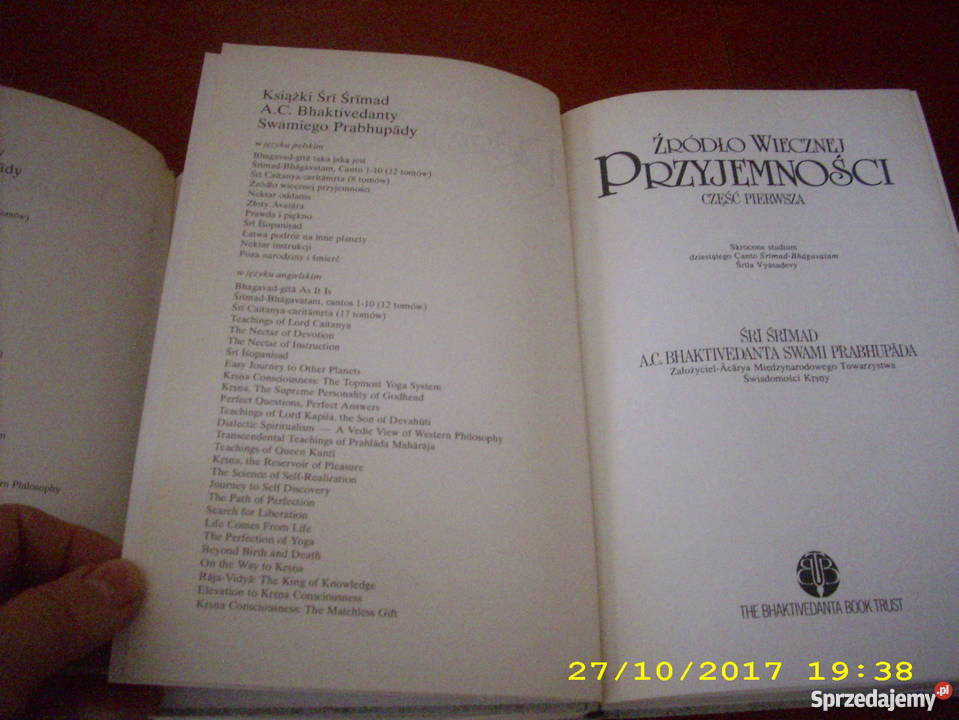 ądy
omów)
m
rn Philosophy
Książki Śrī Śrīmad
A.C. Bhaktivedanty
Swamiego Prabhupādy
w języku polskim
Bhagavad-gītā taka jaką jest
Śrīmad-Bhāgavatam, Canto 1-10 (12 tomów)
Śrī Caitanya-caritāmṛta (8 tomów)
Źródło wiecznej przyjemności
Nektar oddania
Złoty Avatāra
Prawda i piękno
Śrī Īśopaniṣad
Łatwa podróż na inne planety
Nektar instrukcji
Poza narodziny i śmierć
w języku angielskim
Bhagavad-gītā As It Is
Śrīmad-Bhāgavatam, cantos 1-10 (12 tomów)
Śrī Caitanya-caritāmṛta (17 tomów)
Teachings of Lord Caitanya
The Nectar of Devotion
The Nectar of Instruction
Śrī Īśopaniṣad
Easy Journey to Other Planets
Kṛṣṇa Consciousness: The Topmost Yoga System
Kṛṣṇa, The Supreme Personality of Godhead
Perfect Questions, Perfect Answers
Teachings of Lord Kapila, the Son of Devahūti
Dialectic Spiritualism — A Vedic View of Western Philosophy
Transcendental Teachings of Prahlāda Mahārāja
Teachings of Queen Kuntī
Kṛṣṇa, the Reservoir of Pleasure
The Science of Self-Realization
Journey to Self Discovery
The Path of Perfection
Search for Liberation
Life Comes From Life
The Perfection of Yoga
Beyond Birth and Death
On the Way to Kṛṣṇa
Rāja-Vidyā: The King of Knowledge
Elevation to Kṛṣṇa Consciousness
Kṛṣṇa Consciousness: The Matchless Gift
Źródło Wiecznej
Przyjemności
CZĘŚĆ PIERWSZA
Skrócone studium
dziesiątego Canto Śrīmad-Bhāgavatam
Śrīla Vyāsadevy
ŚRĪ ŚRĪMAD
A.C. BHAKTIVEDANTA SWAMI PRABHUPĀDA
Założyciel-Ācārya Międzynarodowego Towarzystwa
Świadomości Kṛṣṇy
BBT
THE BHAKTIVEDANTA BOOK TRUST
27/10/2017 19:38
Sprzedajemy.pl